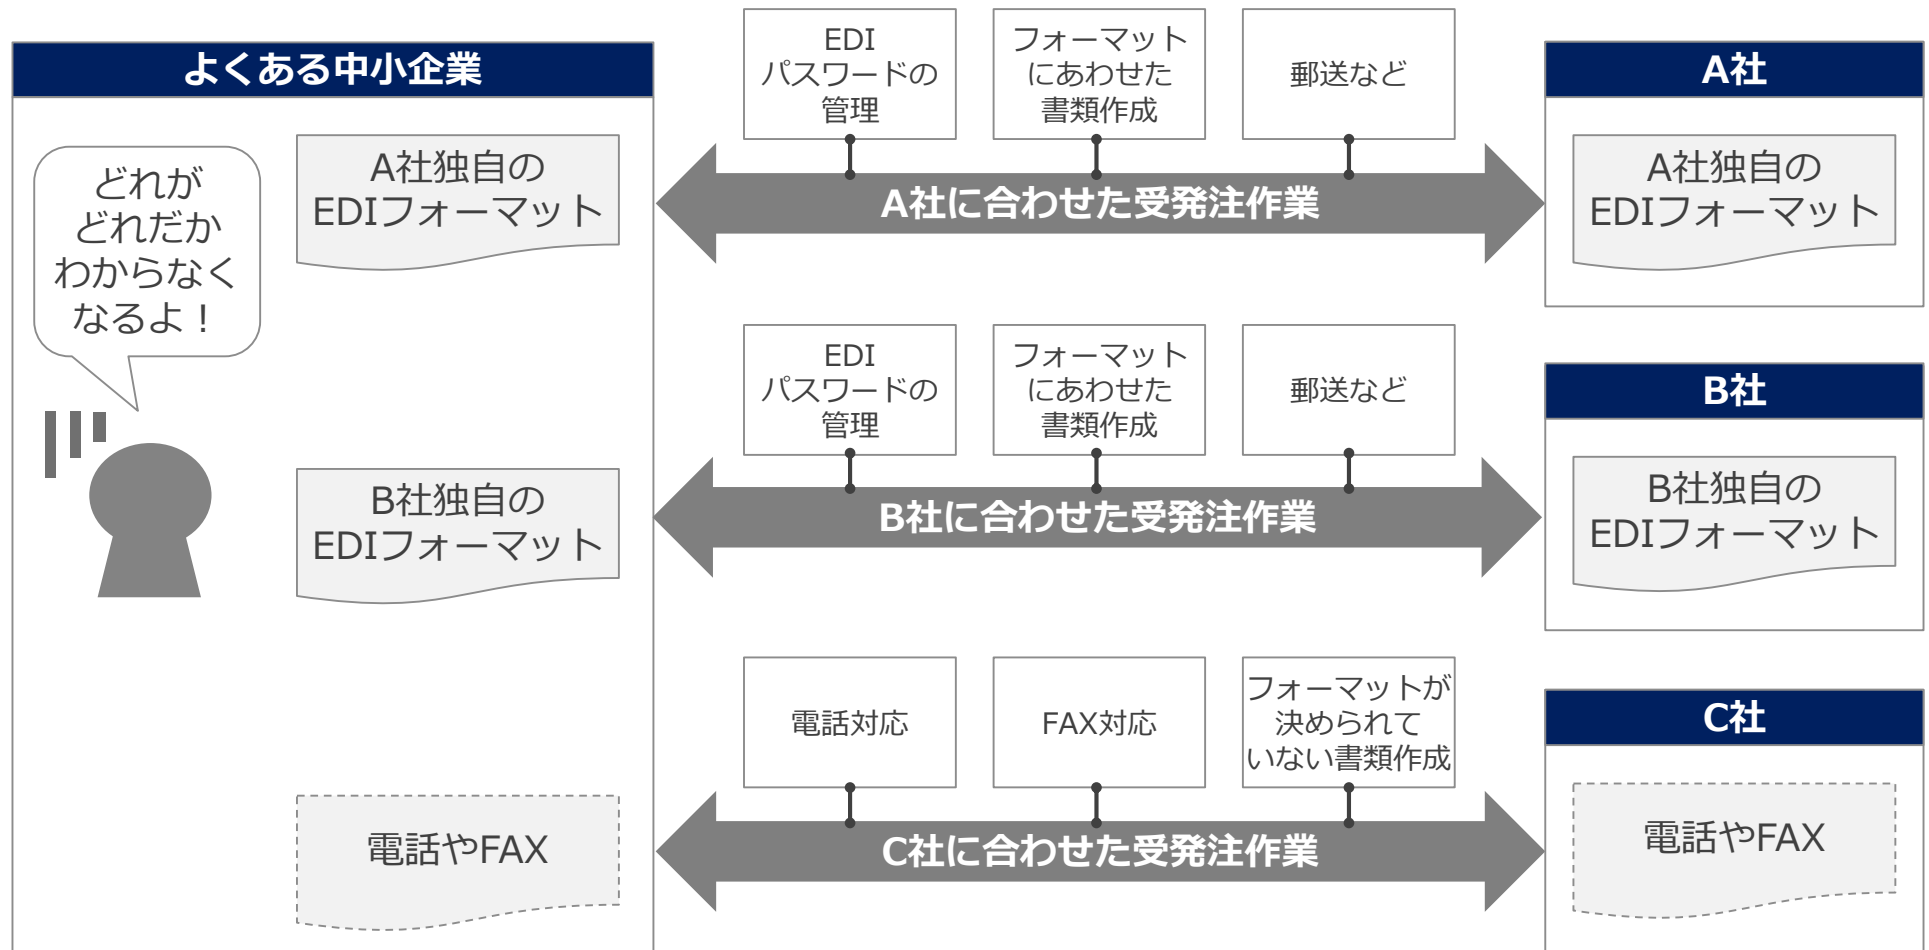 よくある中小企業
どれが
どれだか
わからなく
なるよ！
A社独自の
EDIフォーマット
B社独自の
EDIフォーマット
電話やFAX
EDI
パスワードの
管理
フォーマット
にあわせた
書類作成
郵送など
A社に合わせた受発注作業
EDI
パスワードの
管理
フォーマット
にあわせた
書類作成
郵送など
B社に合わせた受発注作業
電話対応
FAX対応
フォーマットが
決められて
いない書類作成
C社に合わせた受発注作業
A社
A社独自の
EDIフォーマット
B社
B社独自の
EDIフォーマット
C社
電話やFAX